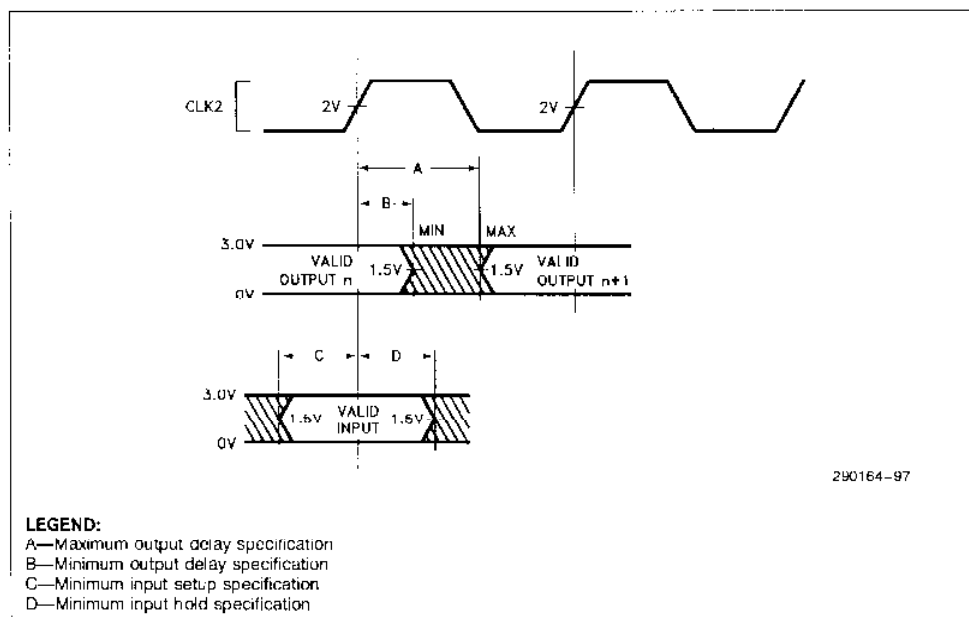 CLK2
2V
2V
A
B
MIN
MAX
3.0V
VALID
OUTPUT n
1.5V
1.5V
VALID
OUTPUT n+1
0V
C
D
3.0V
1.5V
VALID
INPUT
1.5V
0V
290164-97
LEGEND:
A—Maximum output delay specification
B—Minimum output delay specification
C—Minimum input setup specification
D—Minimum input hold specification